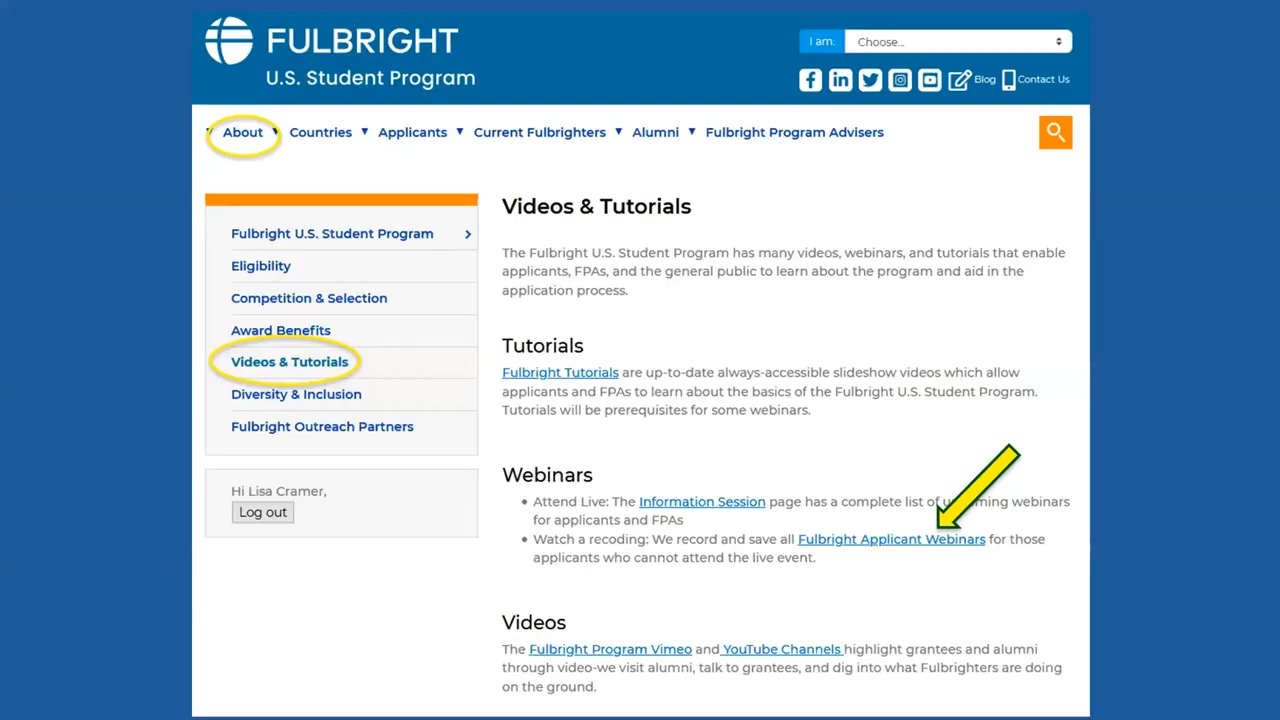 FULBRIGHT
U.S. Student Program
I am:
Choose...
Blog
Contact Us
About
Countries
Applicants
Current Fulbrighters
Alumni
Fulbright Program Advisers
Fulbright U.S. Student Program
Eligibility
Competition & Selection
Award Benefits
Videos & Tutorials
Diversity & Inclusion
Fulbright Outreach Partners
Hi Lisa Cramer,
Log out
Videos & Tutorials
The Fulbright U.S. Student Program has many videos, webinars, and tutorials that enable
applicants, FPAs, and the general public to learn about the program and aid in the
application process.
Tutorials
Fulbright Tutorials are up-to-date always-accessible slideshow videos which allow
applicants and FPAs to learn about the basics of the Fulbright U.S. Student Program.
Tutorials will be prerequisites for some webinars.
Webinars
Attend Live: The Information Session page has a complete list of upcoming webinars
for applicants and FPAs
Watch a recoding: We record and save all Fulbright Applicant Webinars for those
applicants who cannot attend the live event.
Videos
The Fulbright Program Vimeo and YouTube Channels highlight grantees and alumni
through video-we visit alumni, talk to grantees, and dig into what Fulbrighters are doing
on the ground.